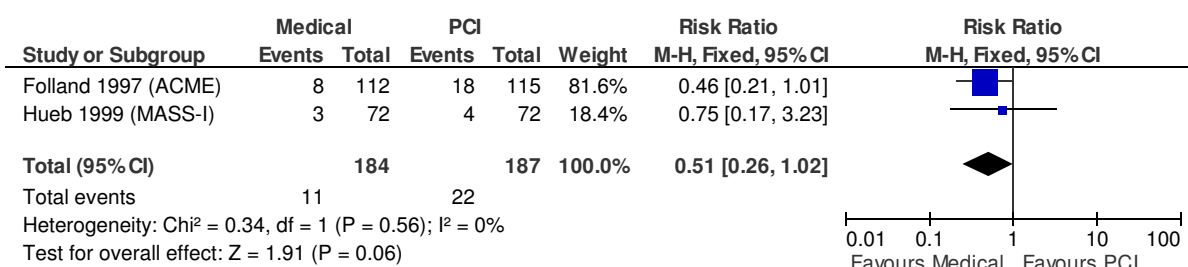 Medical PCI Risk Ratio Risk Ratio
Study or Subgroup Events Total Events Total Weight M-H, Fixed, 95% CI M-H, Fixed, 95% CI
Folland 1997 (ACME) 8 112 18 115 81.6% 0.46 [0.21, 1.01]
Hueb 1999 (MASS-I) 3 72 4 72 18.4% 0.75 [0.17, 3.23]
Total (95% CI) 184 187 100.0% 0.51 [0.26, 1.02]
Total events 11 22
Heterogeneity: Chi² = 0.34, df = 1 (P = 0.56); I² = 0%
Test for overall effect: Z = 1.91 (P = 0.06)
0.01 0.1 1 10 100
Favours Medical Favours PCI